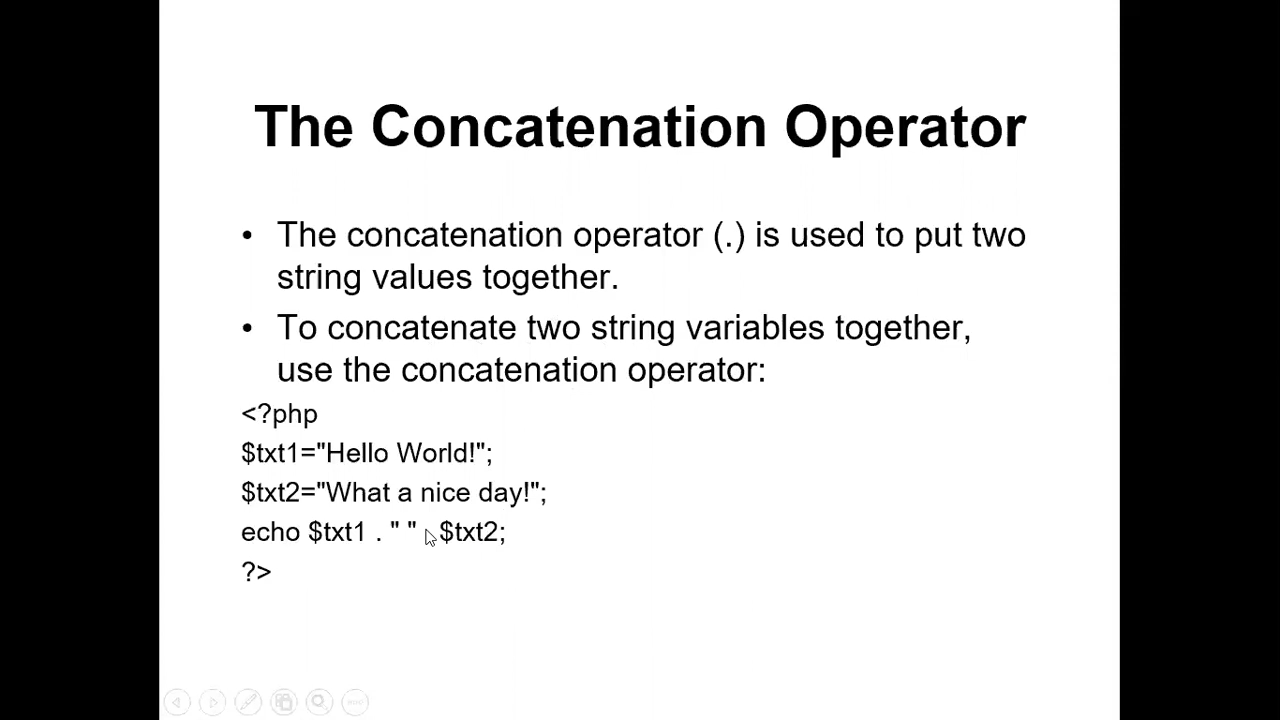 The Concatenation Operator
• The concatenation operator (.) is used to put two
string values together.
• To concatenate two string variables together,
use the concatenation operator:
<?php
$txt1="Hello World!";
$txt2="What a nice day!";
echo $txt1 . " " $txt2;
?>